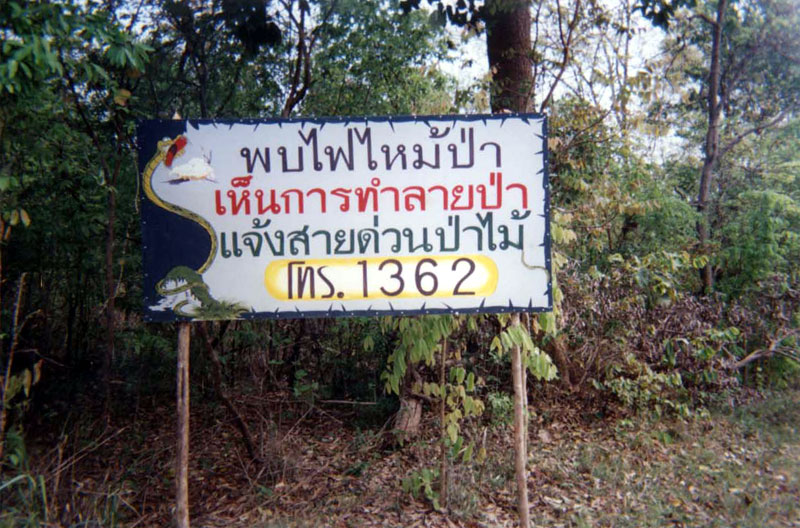 พบไฟไหม้ป่า
เห็นการทำลายป่า
แจ้งสายด่วนป่าไม้
โทร. 1362